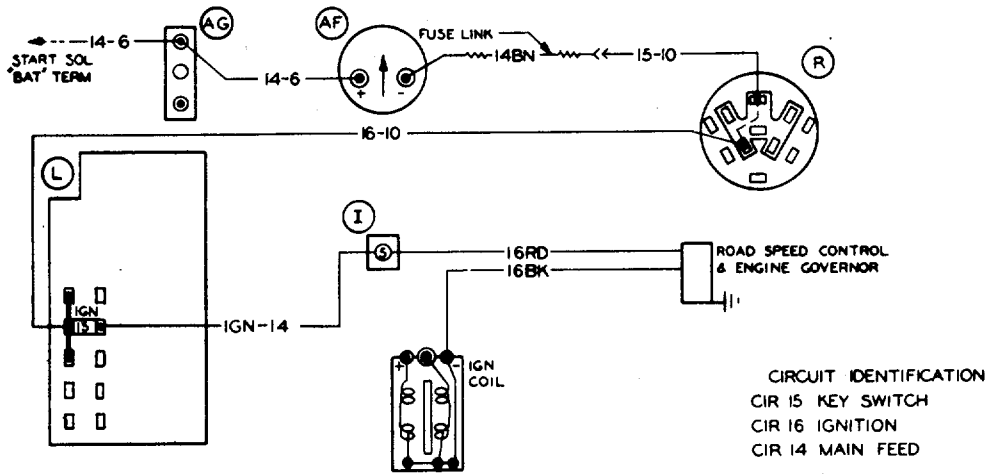 AG
AF
14-6
START SOL
"BAT" TERM
14-6
+
-
FUSE LINK
14BN
15-10
R
16-10
L
I
S
16RD
16BK
ROAD SPEED CONTROL
& ENGINE GOVERNOR
IGN
15
IGN-14
+
-
IGN
COIL
CIRCUIT IDENTIFICATION
CIR 15 KEY SWITCH
CIR 16 IGNITION
CIR 14 MAIN FEED